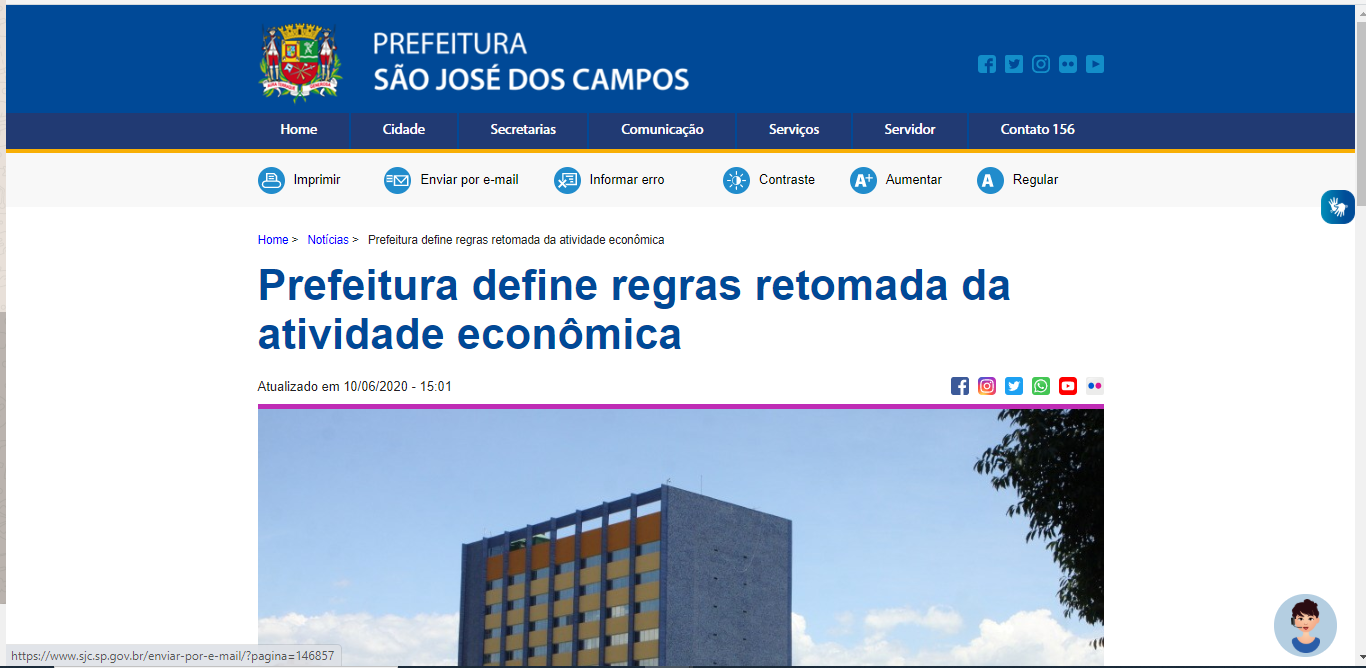 PREFEITURA
SÃO JOSÉ DOS CAMPOS
Home Cidade Secretarias Comunicação Serviços Servidor Contato 156
Imprimir Enviar por e-mail Informar erro Contraste A+ Aumentar A Regular
Home > Notícias > Prefeitura define regras retomada da atividade econômica
Prefeitura define regras retomada da
atividade econômica
Atualizado em 10/06/2020 - 15:01
https://www.sjc.sp.gov.br/enviar-por-e-mail/?pagina=146857